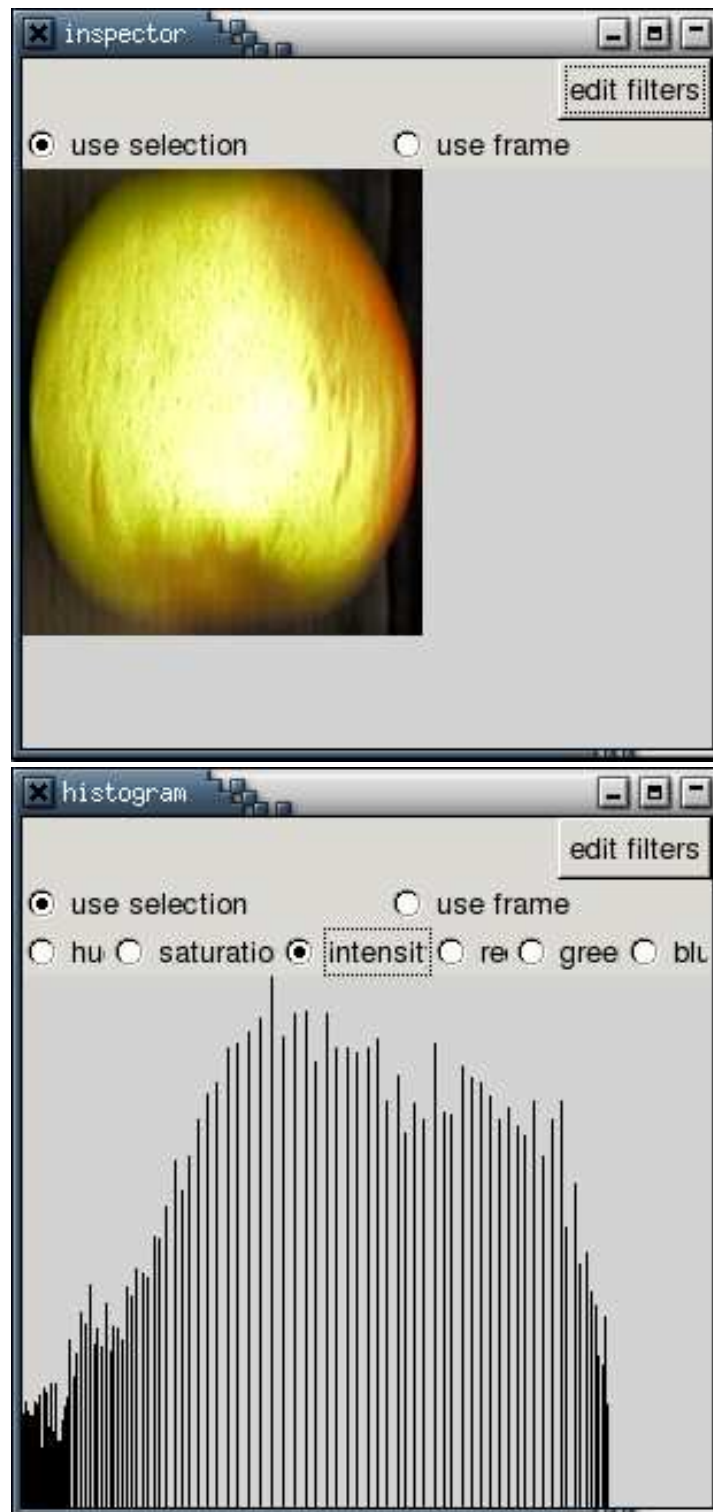 inspector
edit filters
use selection use frame
histogram
edit filters
use selection use frame
hu saturatio intensit re gree blu